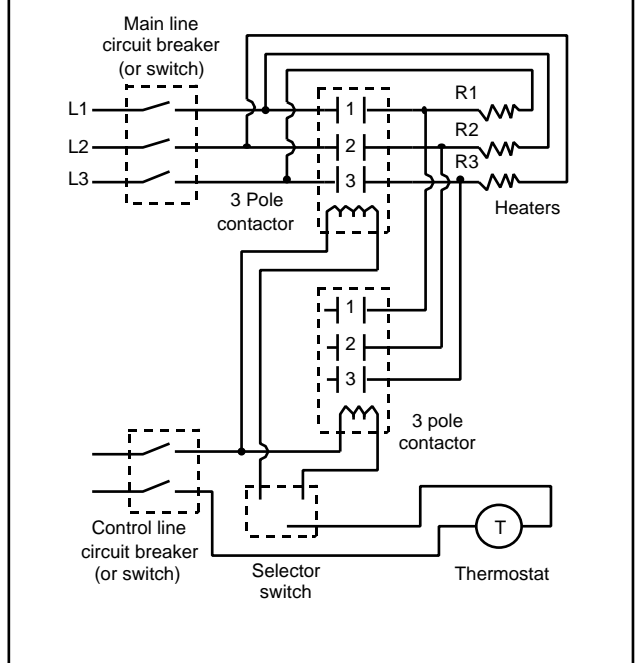 Main line
circuit breaker
(or switch)
L1
L2
L3
1
2
3
R1
R2
R3
3 Pole
contactor
Heaters
1
2
3
3 pole
contactor
Control line
circuit breaker
(or switch)
Selector
switch
T
Thermostat